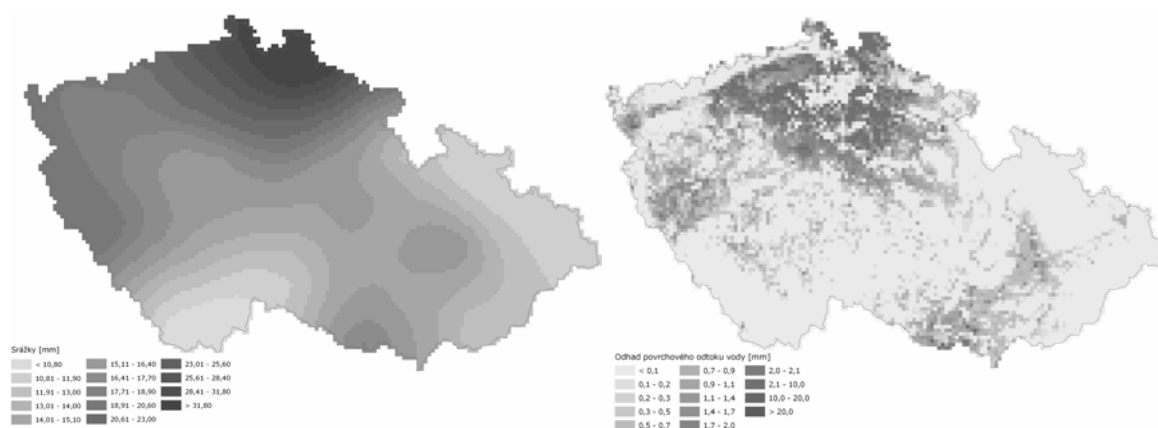 Srážky [mm]
< 10,80
10,81 - 11,90
11,91 - 13,00
13,01 - 14,00
14,01 - 15,10
15,11 - 16,40
16,41 - 17,70
17,71 - 18,90
18,91 - 20,60
20,61 - 23,00
23,01 - 25,60
25,61 - 28,40
28,41 - 31,80
> 31,80
Odhad povrchového odtoku vody [mm]
< 0,1
0,1 - 0,2
0,2 - 0,3
0,3 - 0,5
0,5 - 0,7
0,7 - 0,9
0,9 - 1,1
1,1 - 1,4
1,4 - 1,7
1,7 - 2,0
2,0 - 2,1
2,1 - 10,0
10,0 - 20,0
> 20,0